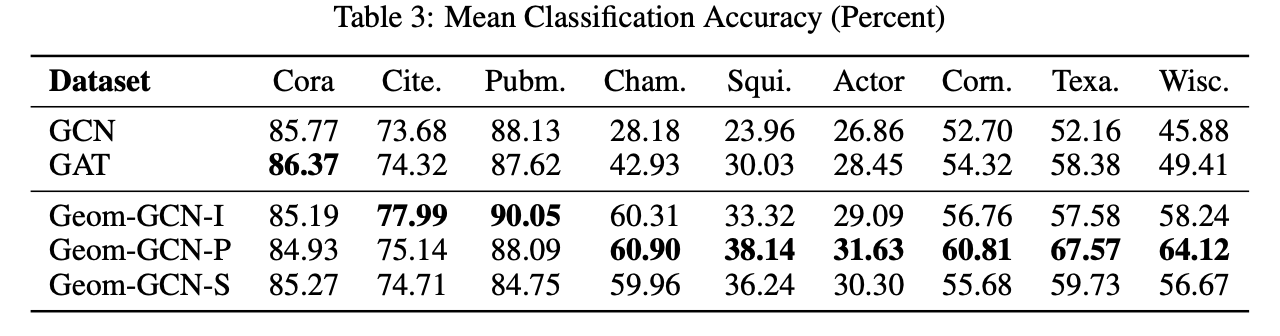 Table 3: Mean Classification Accuracy (Percent)
Dataset Cora Cite. Pubm. Cham. Squi. Actor Corn. Texa. Wisc.
GCN 85.77 73.68 88.13 28.18 23.96 26.86 52.70 52.16 45.88
GAT 86.37 74.32 87.62 42.93 30.03 28.45 54.32 58.38 49.41
Geom-GCN-I 85.19 77.99 90.05 60.31 33.32 29.09 56.76 57.58 58.24
Geom-GCN-P 84.93 75.14 88.09 60.90 38.14 31.63 60.81 67.57 64.12
Geom-GCN-S 85.27 74.71 84.75 59.96 36.24 30.30 55.68 59.73 56.67